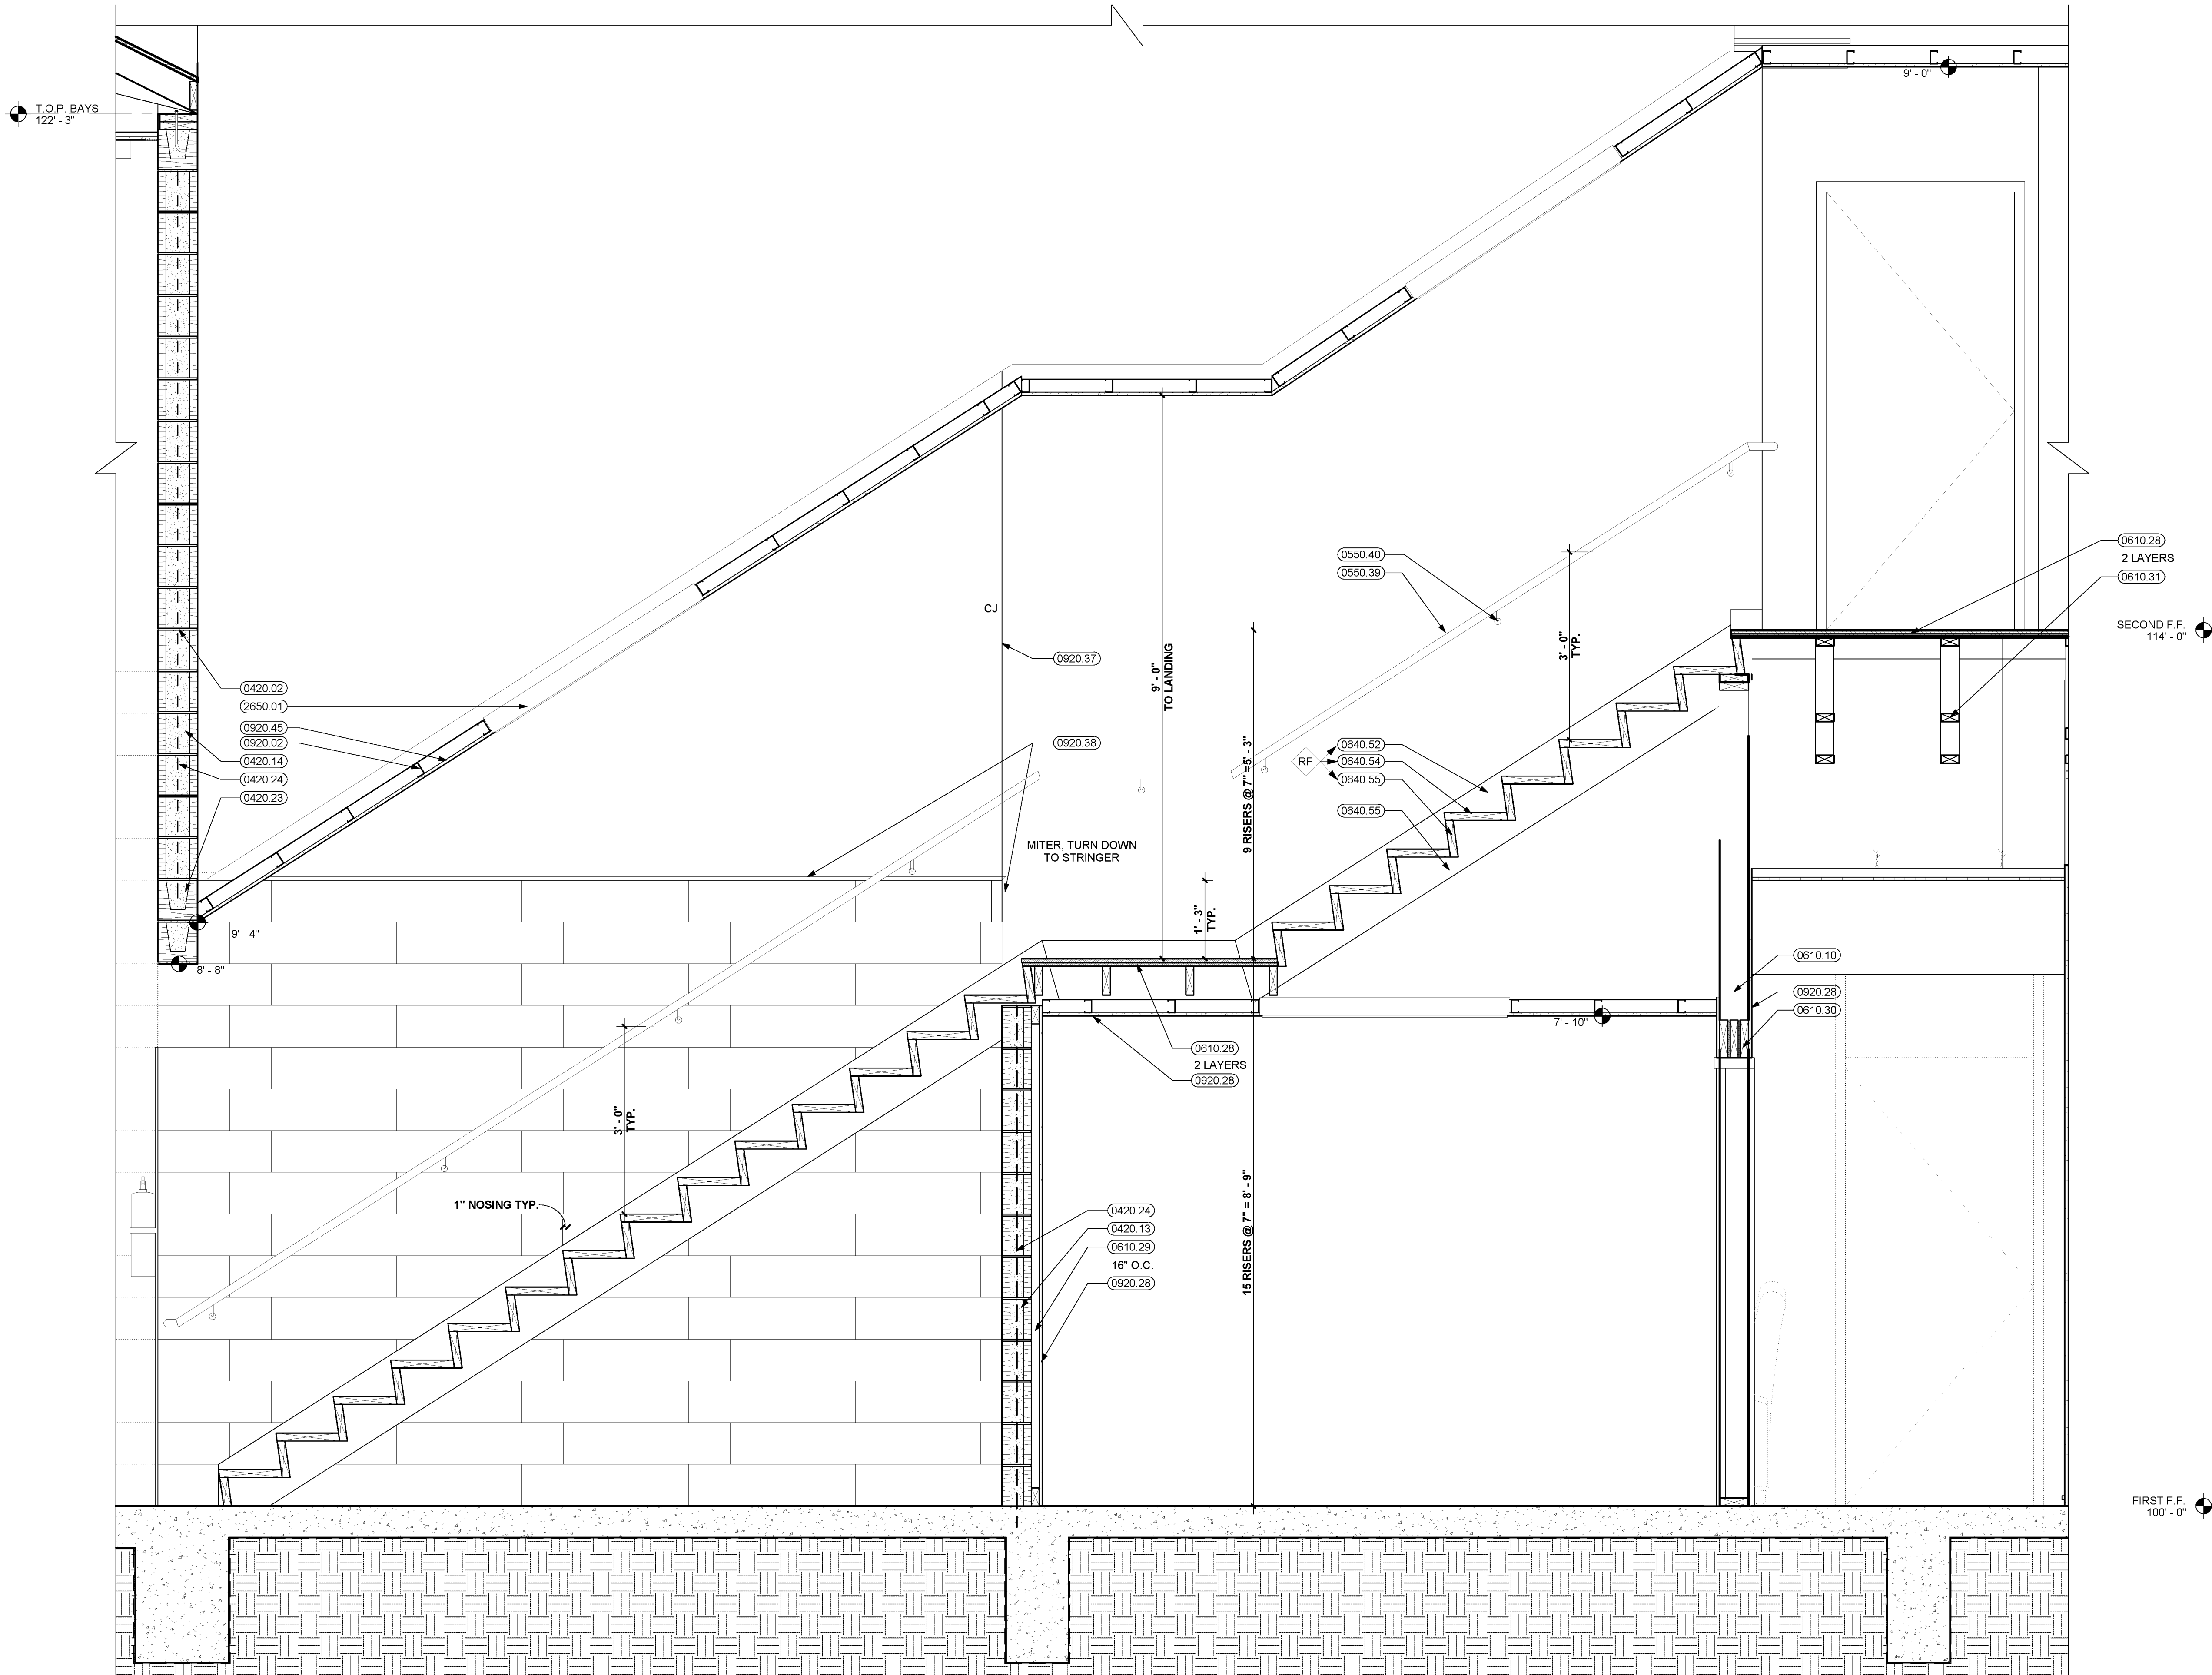 9' - 0"
T.O.P. BAYS
122' - 3"
0550.40
0550.39
0610.28
2 LAYERS
0610.31
CJ
3' - 0"
TYP.
SECOND F.F.
114' - 0"
0920.37
9' - 0"
TO LANDING
0420.02
2650.01
0920.45
0920.02
0420.14
0420.24
0420.23
0920.38
9 RISERS @ 7" = 5' - 3"
RF
0640.52
0640.54
0640.55
0640.55
MITER, TURN DOWN
TO STRINGER
1' - 3"
TYP.
9' - 4"
8' - 8"
0610.10
0920.28
0610.30
7' - 10"
0610.28
2 LAYERS
0920.28
3' - 0"
TYP.
1" NOSING TYP.
15 RISERS @ 7" = 8' - 9"
0420.24
0420.13
0610.29
16" O.C.
0920.28
FIRST F.F.
100' - 0"